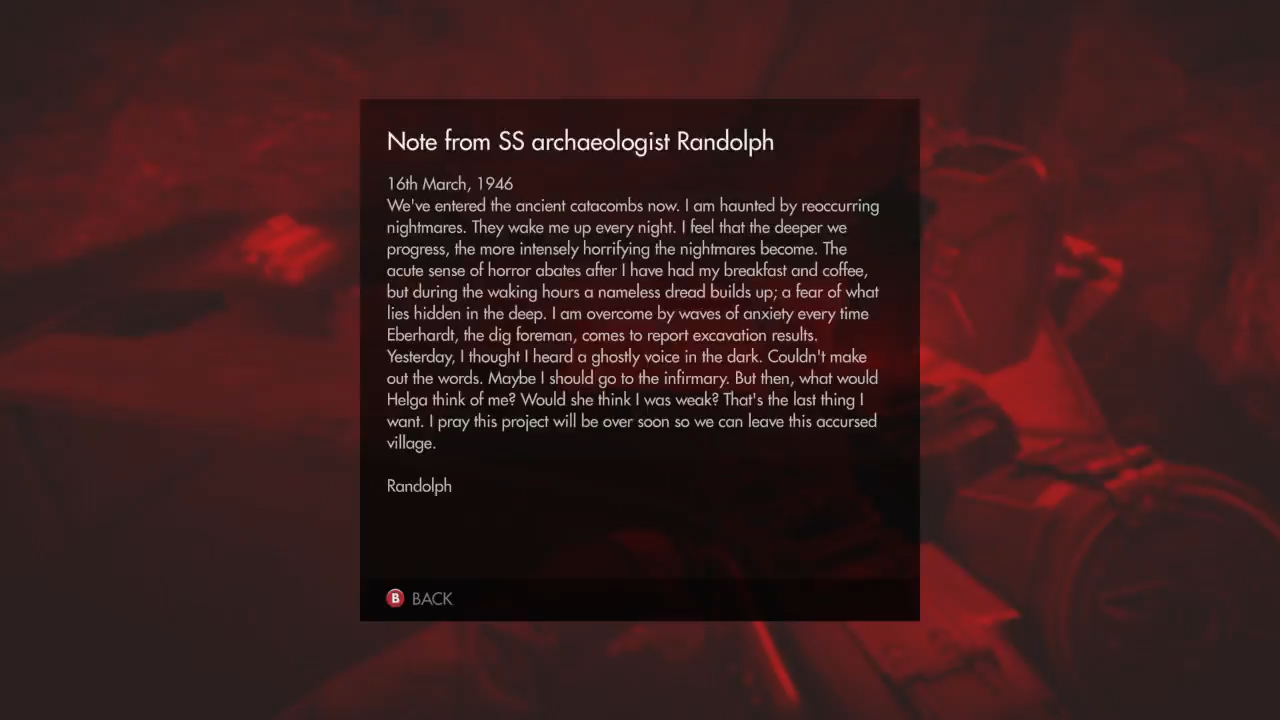 Note from SS archaeologist Randolph
16th March, 1946
We've entered the ancient catacombs now. I am haunted by reoccurring
nightmares. They wake me up every night. I feel that the deeper we
progress, the more intensely horrifying the nightmares become. The
acute sense of horror abates after I have had my breakfast and coffee,
but during the waking hours a nameless dread builds up; a fear of what
lies hidden in the deep. I am overcome by waves of anxiety every time
Eberhardt, the dig foreman, comes to report excavation results.
Yesterday, I thought I heard a ghostly voice in the dark. Couldn't make
out the words. Maybe I should go to the infirmary. But then, what would
Helga think of me? Would she think I was weak? That's the last thing I
want. I pray this project will be over soon so we can leave this accursed
village.
Randolph
B BACK